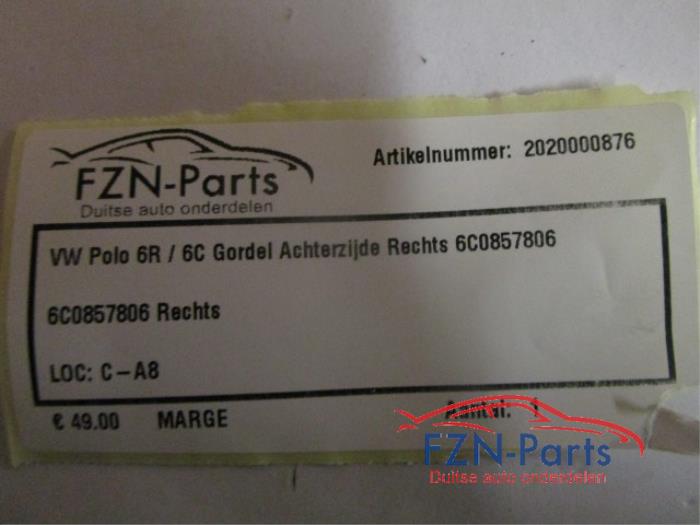 FZN-Parts
Duitse auto onderdelen
Artikelnummer: 2020000876
VW Polo 6R / 6C Gordel Achterzijde Rechts 6C0857806
6C0857806 Rechts
LOC: C-A8
€ 49.00 MARGE Aantal: 1
FZN-Parts
Duitse auto onderdelen